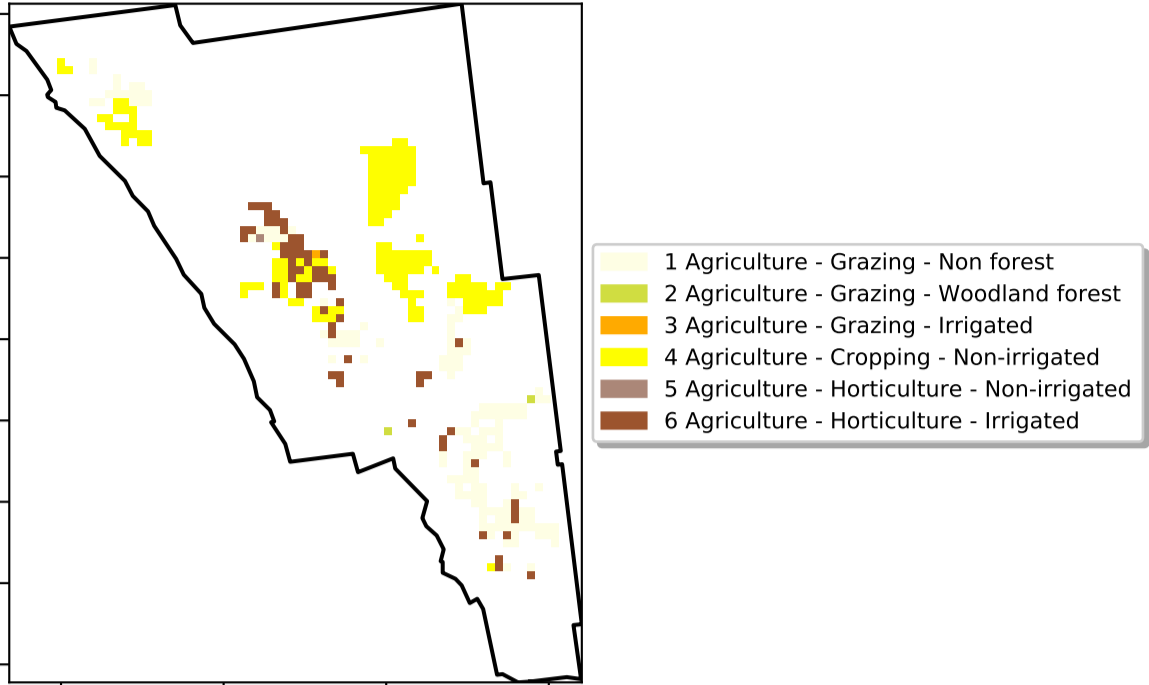 1 Agriculture - Grazing - Non forest
2 Agriculture - Grazing - Woodland forest
3 Agriculture - Grazing - Irrigated
4 Agriculture - Cropping - Non-irrigated
5 Agriculture - Horticulture - Non-irrigated
6 Agriculture - Horticulture - Irrigated